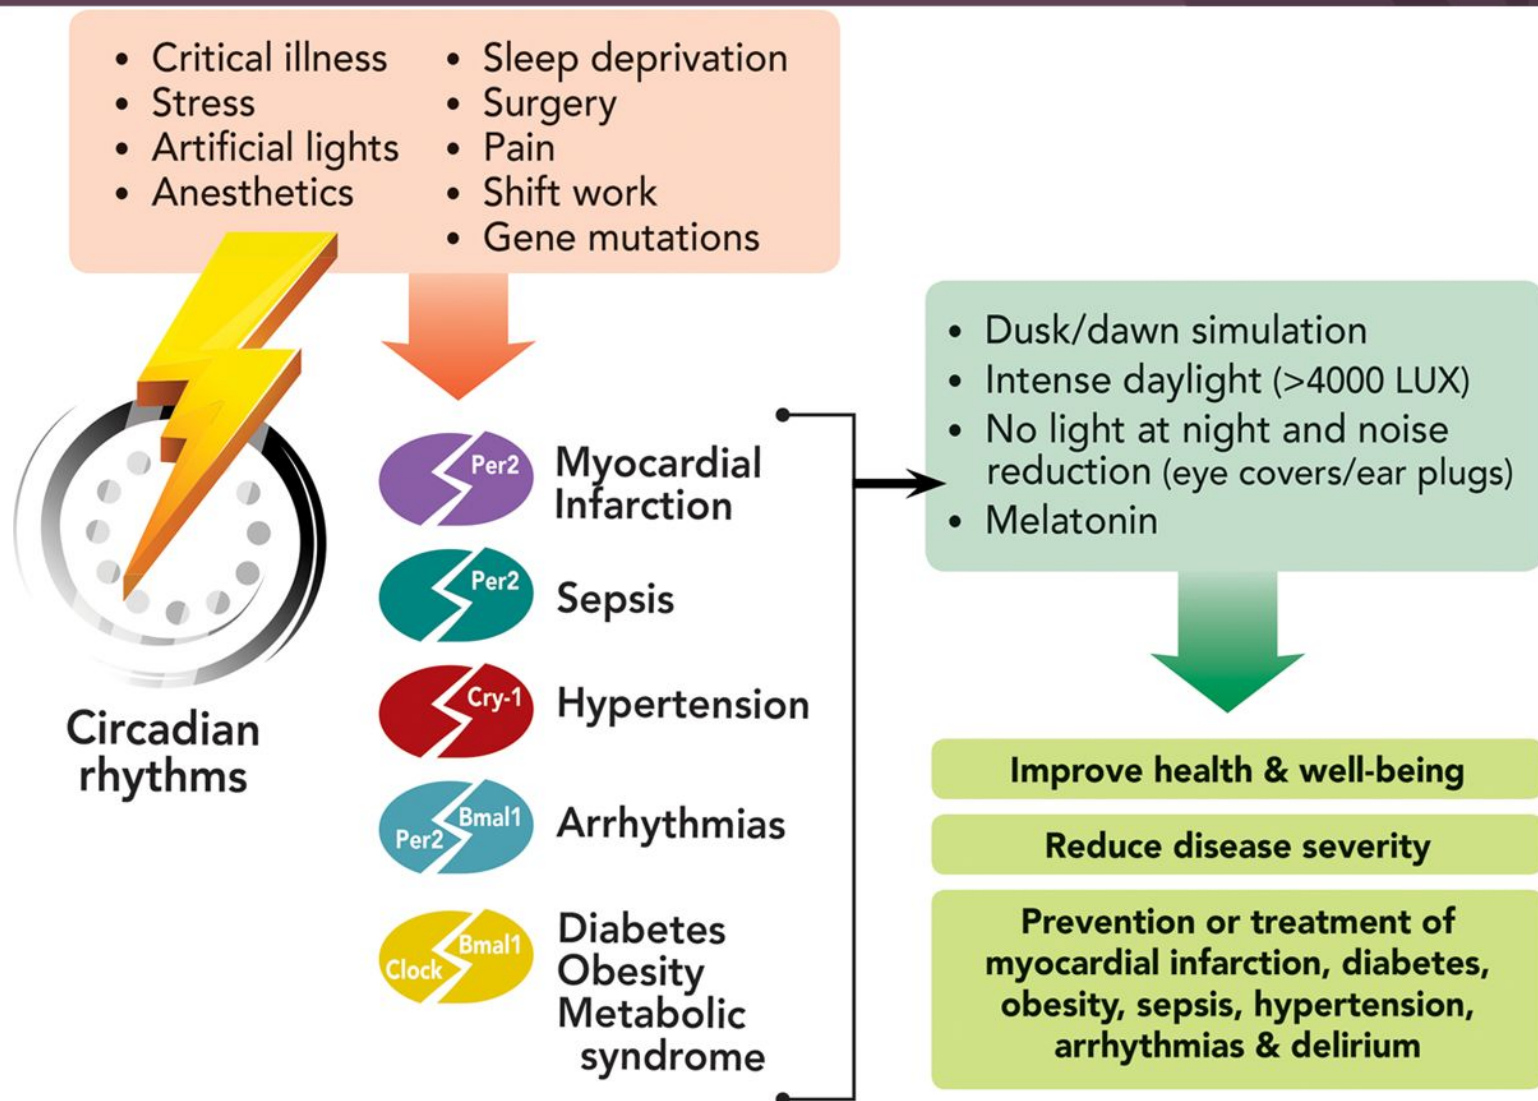 • Critical illness
• Stress
• Artificial lights
• Anesthetics
• Sleep deprivation
• Surgery
• Pain
• Shift work
• Gene mutations
Circadian
rhythms
Per2
Myocardial
Infarction
Per2
Sepsis
Cry-1
Hypertension
Per2
Bmal1
Arrhythmias
Clock
Bmal1
Diabetes
Obesity
Metabolic
syndrome
• Dusk/dawn simulation
• Intense daylight (>4000 LUX)
• No light at night and noise
reduction (eye covers/ear plugs)
• Melatonin
Improve health & well-being
Reduce disease severity
Prevention or treatment of
myocardial infarction, diabetes,
obesity, sepsis, hypertension,
arrhythmias & delirium